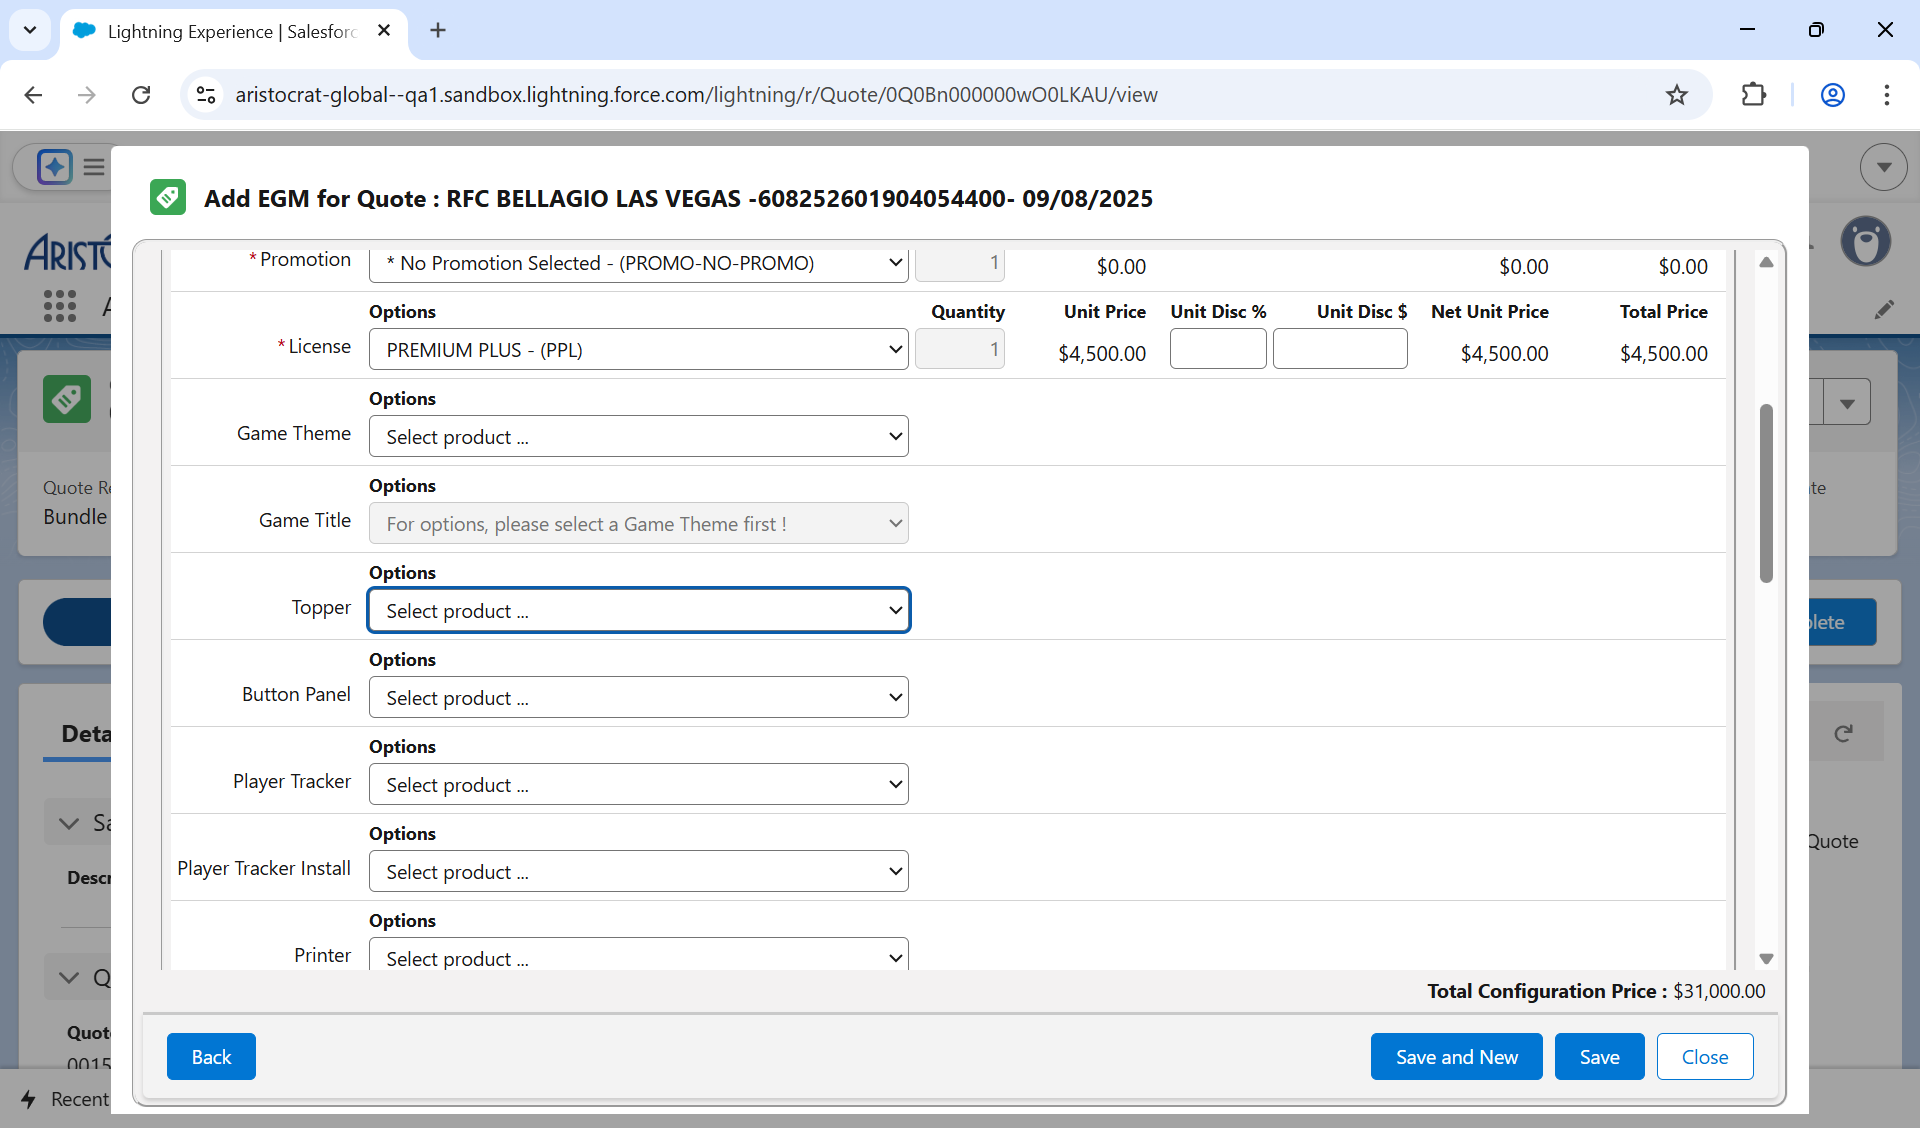 Lightning Experience | Salesforc
aristocrat-global--qa1.sandbox.lightning.force.com/lightning/r/Quote/0Q0Bn000000wO0LKAU/view
Add EGM for Quote : RFC BELLAGIO LAS VEGAS -608252601904054400- 09/08/2025
*Promotion * No Promotion Selected - (PROMO-NO-PROMO) 1 $0.00 $0.00 $0.00
Options Quantity Unit Price Unit Disc % Unit Disc $ Net Unit Price Total Price
*License PREMIUM PLUS - (PPL) 1 $4,500.00 $4,500.00 $4,500.00
Options
Game Theme Select product ...
Options
Game Title For options, please select a Game Theme first !
Options
Topper Select product ...
Options
Button Panel Select product ...
Options
Player Tracker Select product ...
Options
Player Tracker Install Select product ...
Options
Printer Select product ...
Total Configuration Price : $31,000.00
Back Save and New Save Close
ARISTO
Quote Re
Bundle
Deta
Sa
Descr
Q
Quot
0015
Recent
te
lete
Quote